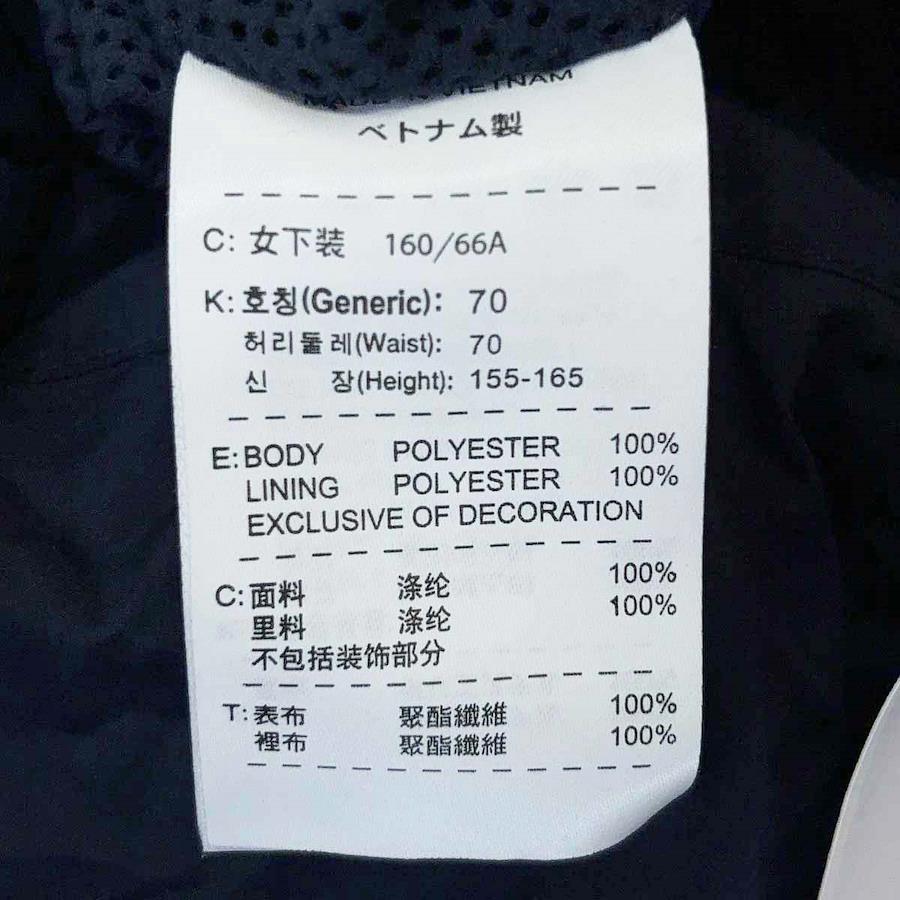 MADE IN VIETNAM
ベトナム製
C: 女下装 160/66A
K: 호칭(Generic): 70
허리둘레(Waist): 70
신 장(Height): 155-165
E: BODY POLYESTER 100%
LINING POLYESTER 100%
EXCLUSIVE OF DECORATION
C: 面料 涤纶 100%
里料 涤纶 100%
不包括装饰部分
T: 表布 聚酯纖維 100%
裡布 聚酯纖維 100%